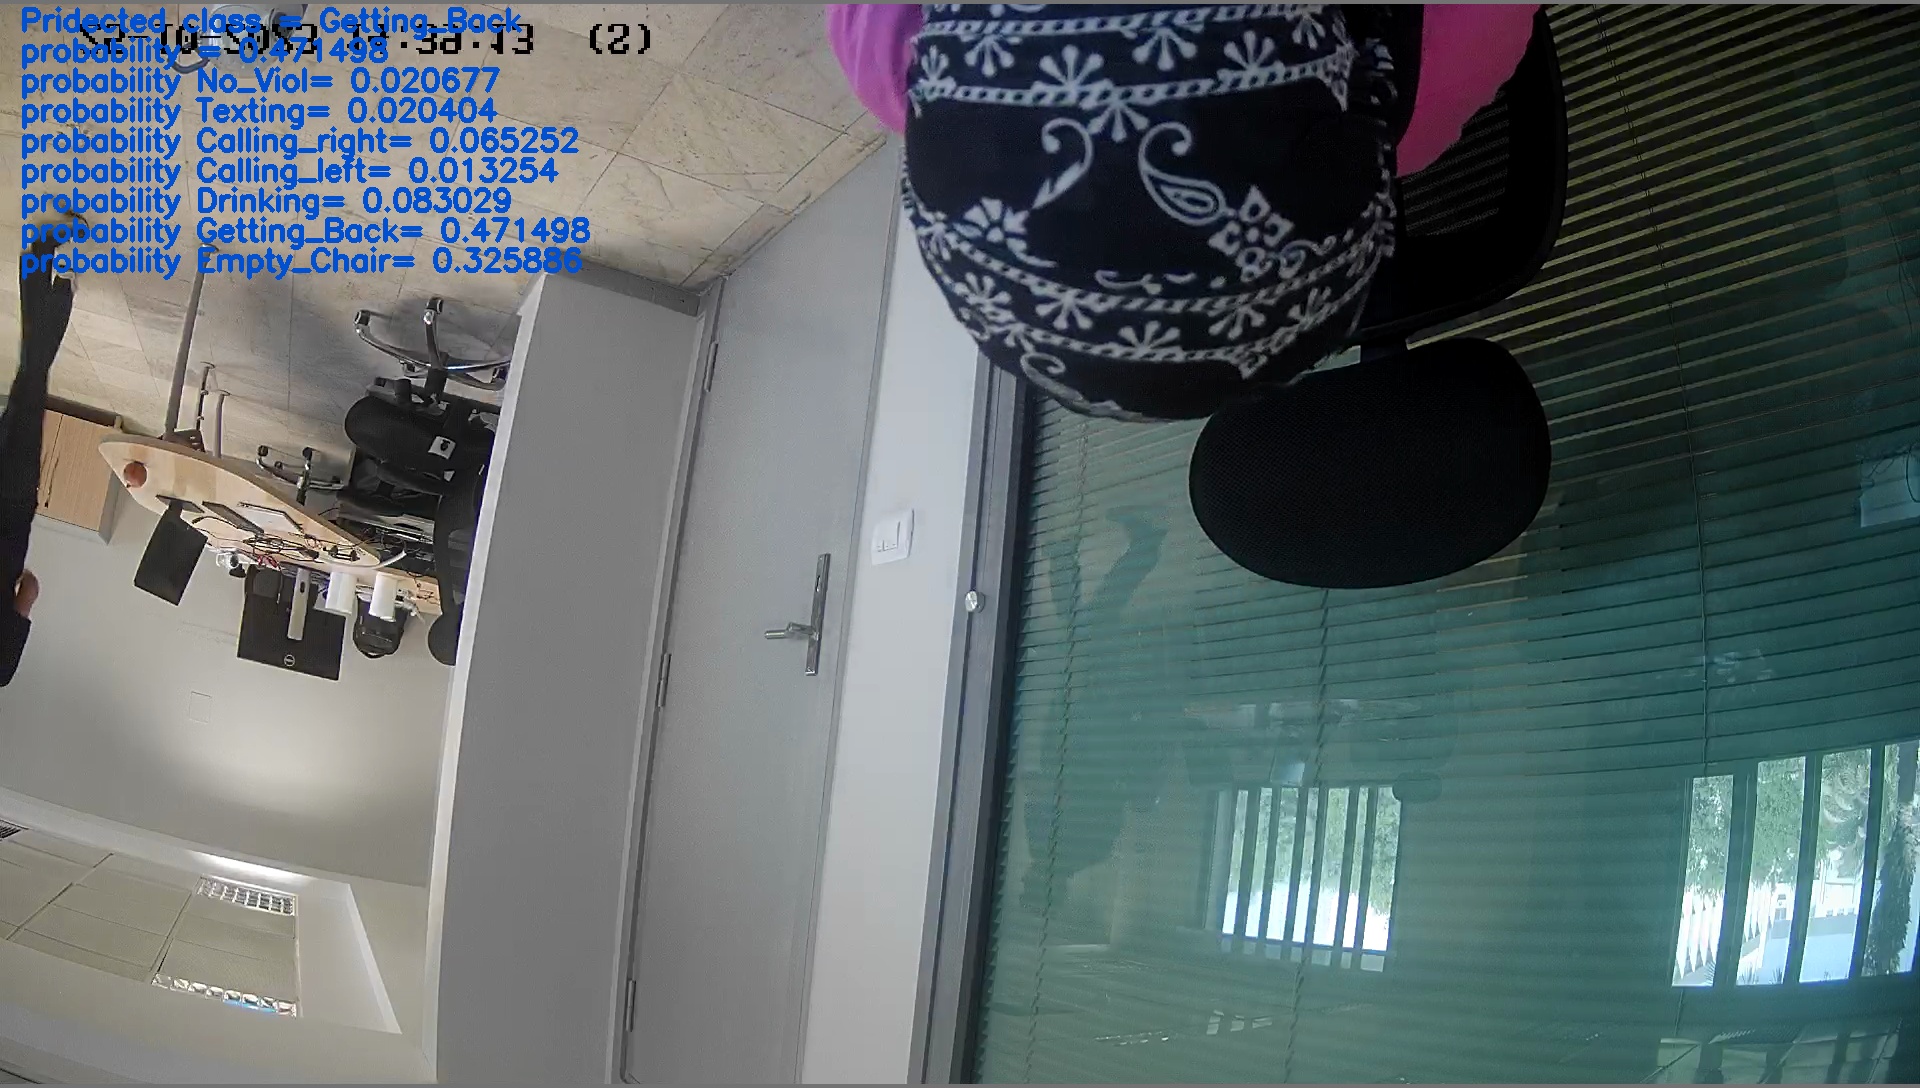 Pridected class = Getting_Back
probability = 0.471498
(2)
probability No_Viol= 0.020677
probability Texting= 0.020404
probability Calling_right= 0.065252
probability Calling_left= 0.013254
probability Drinking= 0.083029
probability Getting_Back= 0.471498
probability Empty_Chair= 0.325886